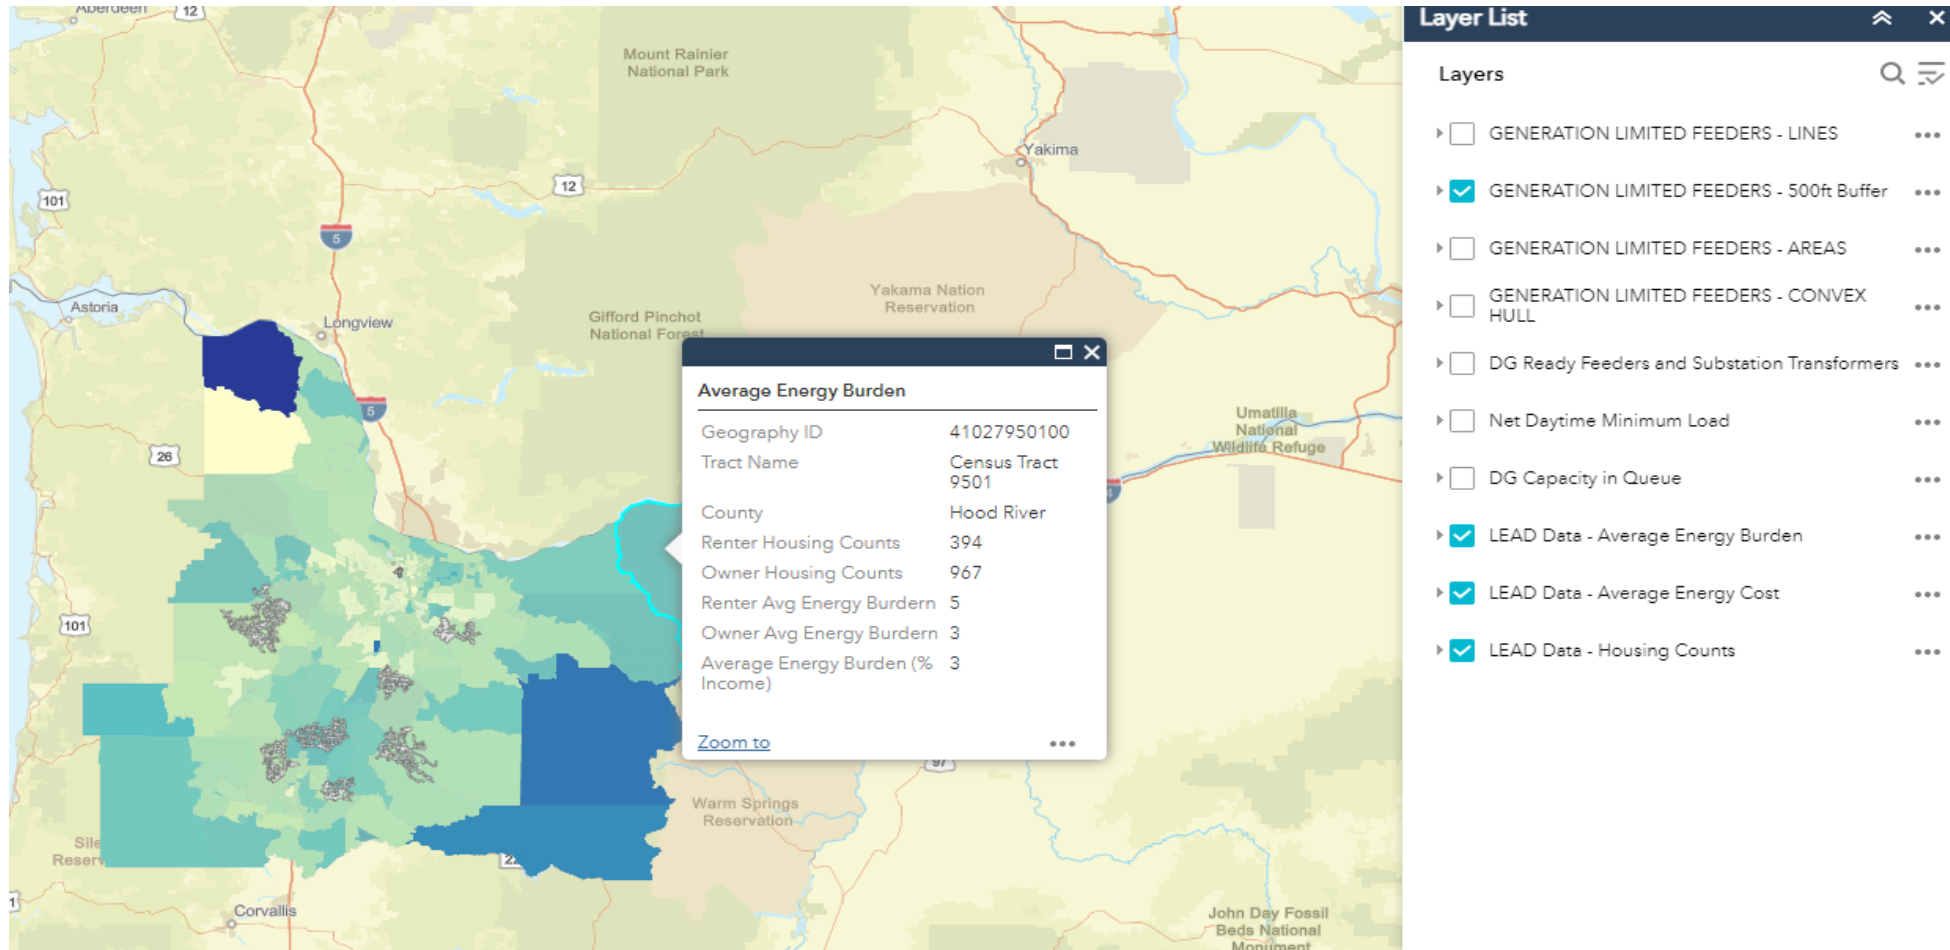 Aberdeen
12
Mount Rainier
National Park
Yakima
12
101
5
Yakama Nation
Reservation
Astoria
Longview
Gifford Pinchot
National Forest
5
Umatilla
National
Wildlife Refuge
26
101
97
Warm Springs
Reservation
Corvallis
John Day Fossil
Beds National
Monument
Average Energy Burden
Geography ID 41027950100
Tract Name Census Tract
9501
County Hood River
Renter Housing Counts 394
Owner Housing Counts 967
Renter Avg Energy Burdern 5
Owner Avg Energy Burdern 3
Average Energy Burden (% 3
Income)
Zoom to
Layer List
Layers
GENERATION LIMITED FEEDERS - LINES
GENERATION LIMITED FEEDERS - 500ft Buffer
GENERATION LIMITED FEEDERS - AREAS
GENERATION LIMITED FEEDERS - CONVEX
HULL
DG Ready Feeders and Substation Transformers
Net Daytime Minimum Load
DG Capacity in Queue
LEAD Data - Average Energy Burden
LEAD Data - Average Energy Cost
LEAD Data - Housing Counts